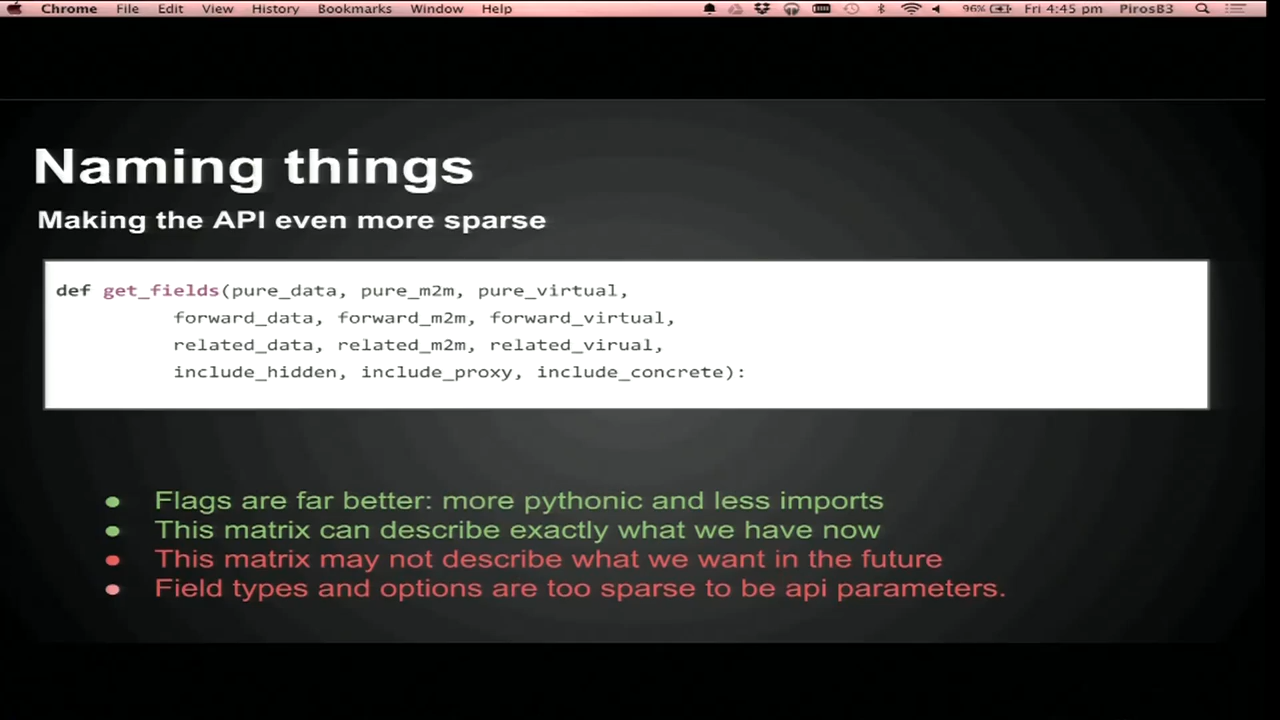 Chrome File Edit View History Bookmarks Window Help 96% Fri 4:45 pm PirosB3
Naming things
Making the API even more sparse
def get_fields(pure_data, pure_m2m, pure_virtual,
forward_data, forward_m2m, forward_virtual,
related_data, related_m2m, related_virual,
include_hidden, include_proxy, include_concrete):
Flags are far better: more pythonic and less imports
This matrix can describe exactly what we have now
This matrix may not describe what we want in the future
Field types and options are too sparse to be api parameters.